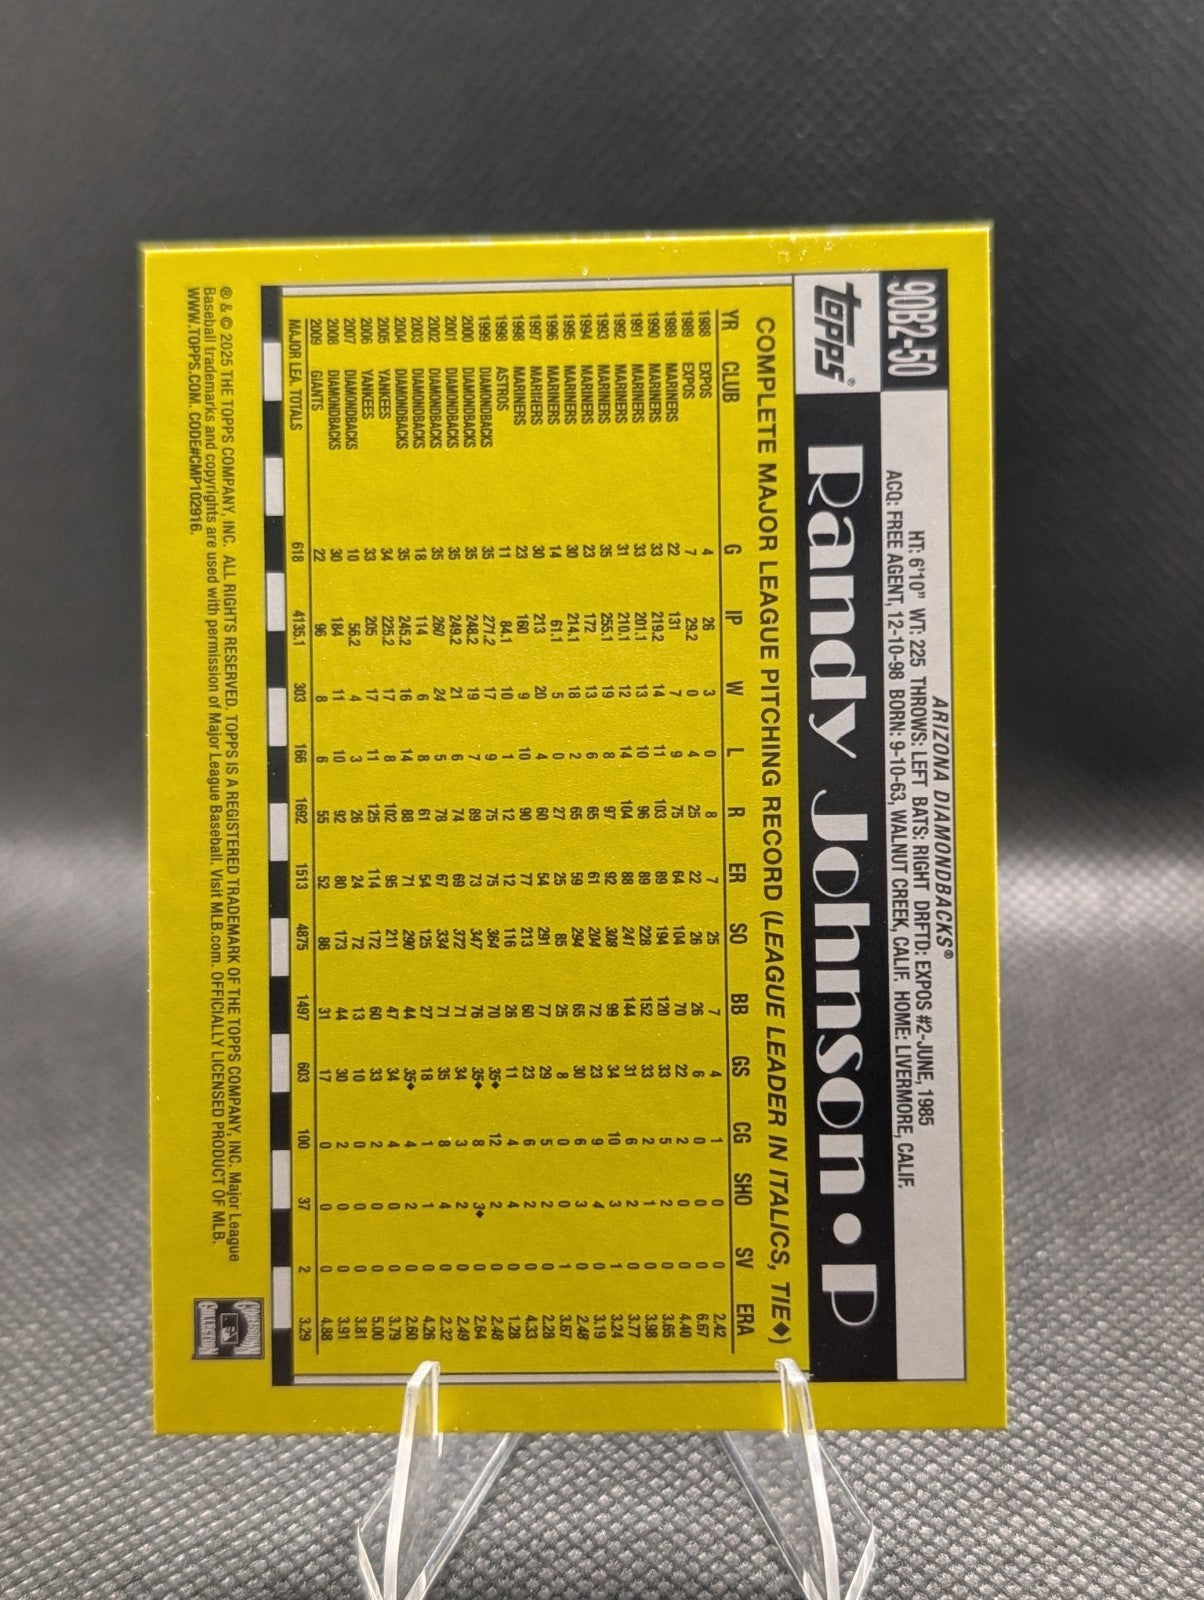 90B2-50
ARIZONA DIAMONDBACKS®
HT: 6'10" WT: 225 THROWS: LEFT BATS: RIGHT DRFTD: EXPOS #2-JUNE, 1985
ACQ: FREE AGENT, 12-10-98 BORN: 9-10-63, WALNUT CREEK, CALIF. HOME: LIVERMORE, CALIF.
topps® Randy Johnson • P
COMPLETE MAJOR LEAGUE PITCHING RECORD (LEAGUE LEADER IN ITALICS, TIE♦)
YR CLUB G IP W L R ER SO BB GS CG SHO SV ERA
1988 EXPOS 4 26 3 0 8 7 25 7 4 1 0 0 2.42
1989 EXPOS 7 29.2 0 4 25 22 26 26 6 0 0 0 6.67
1989 MARINERS 22 131 7 9 75 64 104 70 22 2 0 0 4.40
1990 MARINERS 33 219.2 14 11 103 89 194 120 33 5 2 0 3.65
1991 MARINERS 33 201.1 13 10 96 89 228 152 33 2 1 0 3.98
1992 MARINERS 31 210.1 12 14 104 88 241 144 31 6 2 0 3.77
1993 MARINERS 35 255.1 19 8 97 92 308 99 34 10 3 1 3.24
1994 MARINERS 23 172 13 6 65 61 204 72 23 9 4 0 3.19
1995 MARINERS 30 214.1 18 2 65 59 294 65 30 6 3 0 2.48
1996 MARINERS 14 61.1 5 0 27 25 85 25 8 0 0 1 3.67
1997 MARINERS 30 213 20 4 60 54 291 77 29 5 2 0 2.28
1998 MARINERS 23 160 9 10 90 77 213 60 23 6 2 0 4.33
1998 ASTROS 11 84.1 10 1 12 12 116 26 11 4 4 0 1.28
1999 DIAMONDBACKS 35 271.2 17 9 75 75 364 70 35♦ 12 2 0 2.48
2000 DIAMONDBACKS 35 248.2 19 7 89 73 347 76 35♦ 8 3♦ 0 2.64
2001 DIAMONDBACKS 35 249.2 21 6 74 69 372 71 34 3 2 0 2.49
2002 DIAMONDBACKS 35 260 24 5 78 67 334 71 35 8 4 0 2.32
2003 DIAMONDBACKS 18 114 6 8 61 54 125 27 18 1 1 0 4.26
2004 DIAMONDBACKS 35 245.2 16 14 88 71 290 44 35♦ 4 2 0 2.60
2005 YANKEES 34 225.2 17 8 102 95 211 47 34 4 0 0 3.79
2006 YANKEES 33 205 17 11 125 114 172 60 33 2 0 0 5.00
2007 DIAMONDBACKS 10 56.2 4 3 26 24 72 13 10 0 0 0 3.81
2008 DIAMONDBACKS 30 184 11 10 92 80 173 44 30 2 0 0 3.91
2009 GIANTS 22 96 8 6 55 52 86 31 17 0 0 0 4.88
MAJOR LEA. TOTALS 618 4135.1 303 166 1692 1513 4875 1497 603 100 37 2 3.29
® & © 2025 THE TOPPS COMPANY, INC. ALL RIGHTS RESERVED. TOPPS IS A REGISTERED TRADEMARK OF THE TOPPS COMPANY, INC. Major League
Baseball trademarks and copyrights are used with permission of Major League Baseball. Visit MLB.com. OFFICIALLY LICENSED PRODUCT OF MLB.
WWW.TOPPS.COM. CODE#CMP102916.
COOPERSTOWN
COLLECTION